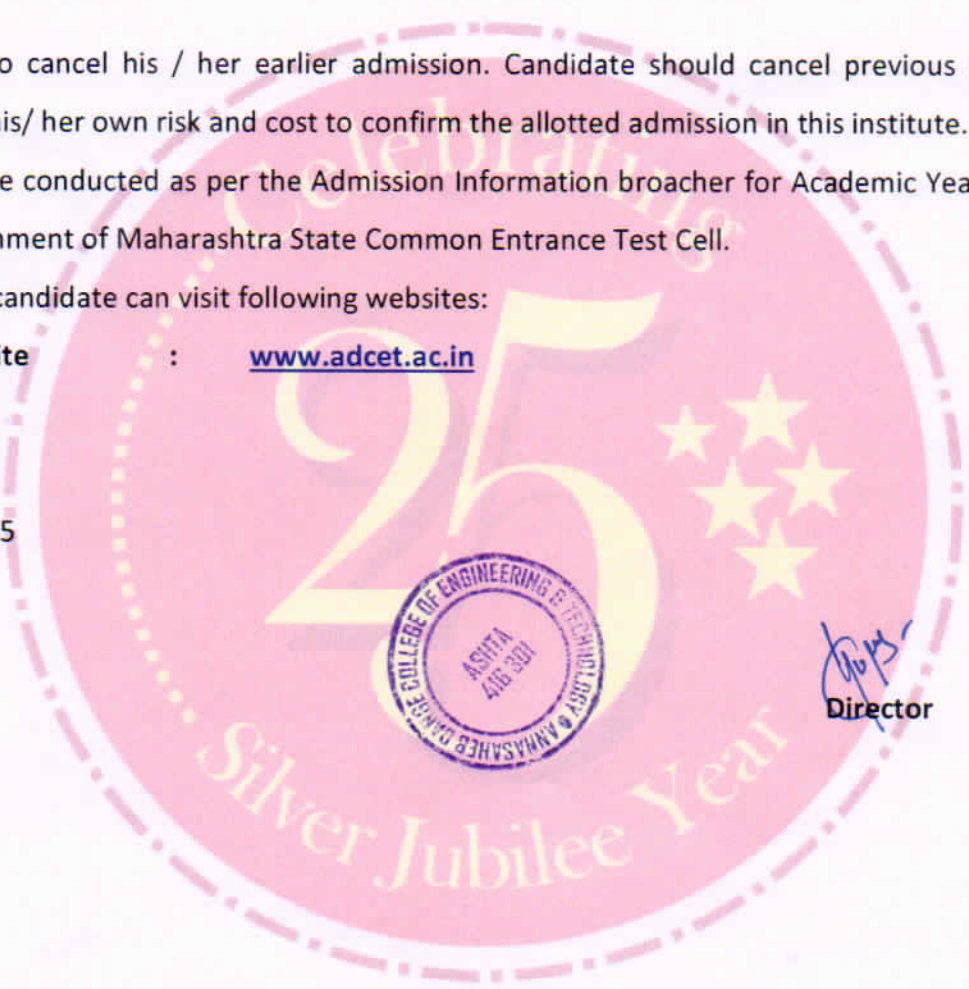 o cancel his / her earlier admission. Candidate should cancel previous
is/ her own risk and cost to confirm the allotted admission in this institute.
e conducted as per the Admission Information broacher for Academic Yea
nment of Maharashtra State Common Entrance Test Cell.
candidate can visit following websites:
ite : www.adcet.ac.in
5
Celebrating
25
Silver Jubilee Year
ANNASAHEB DANGE COLLEGE OF ENGINEERING & TECHNOLOGY
ASHTA
416 301
Director